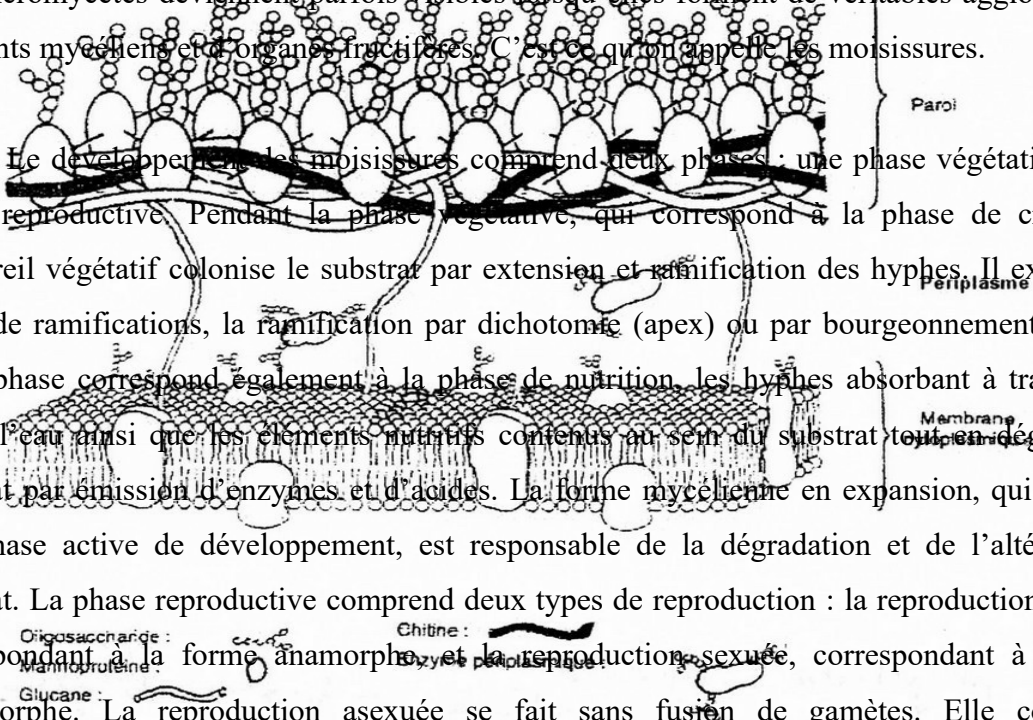 micromycètes deviennent parfois visibles lorsqu'elles forment de véritables
nts mycéliens et d'organes fructifères. C'est ce qu'on appelle les moisissures.
Paroi
Le développement des moisissures comprend deux phases : une phase végétati
reproductive. Pendant la phase végétative, qui correspond à la phase de c
reil végétatif colonise le substrat par extension et ramification des hyphes. Il ex
Périplasme
de ramifications, la ramification par dichotomie (apex) ou par bourgeonnement
phase correspond également à la phase de nutrition, les hyphes absorbant à tra
Membrane
l'eau ainsi que les éléments nutritifs contenus au sein du substrat tout en dég
at par émission d'enzymes et d'acides. La forme mycélienne en expansion, qui
hase active de développement, est responsable de la dégradation et de l'alté
at. La phase reproductive comprend deux types de reproduction : la reproduction
Oligosaccharide :
Chitine :
pondant à la forme anamorphe, et la reproduction sexuée, correspondant à
Mannoprotéine :
Enzyme périplasmique :
Glucane :
orphe. La reproduction asexuée se fait sans fusion de gamètes. Elle c